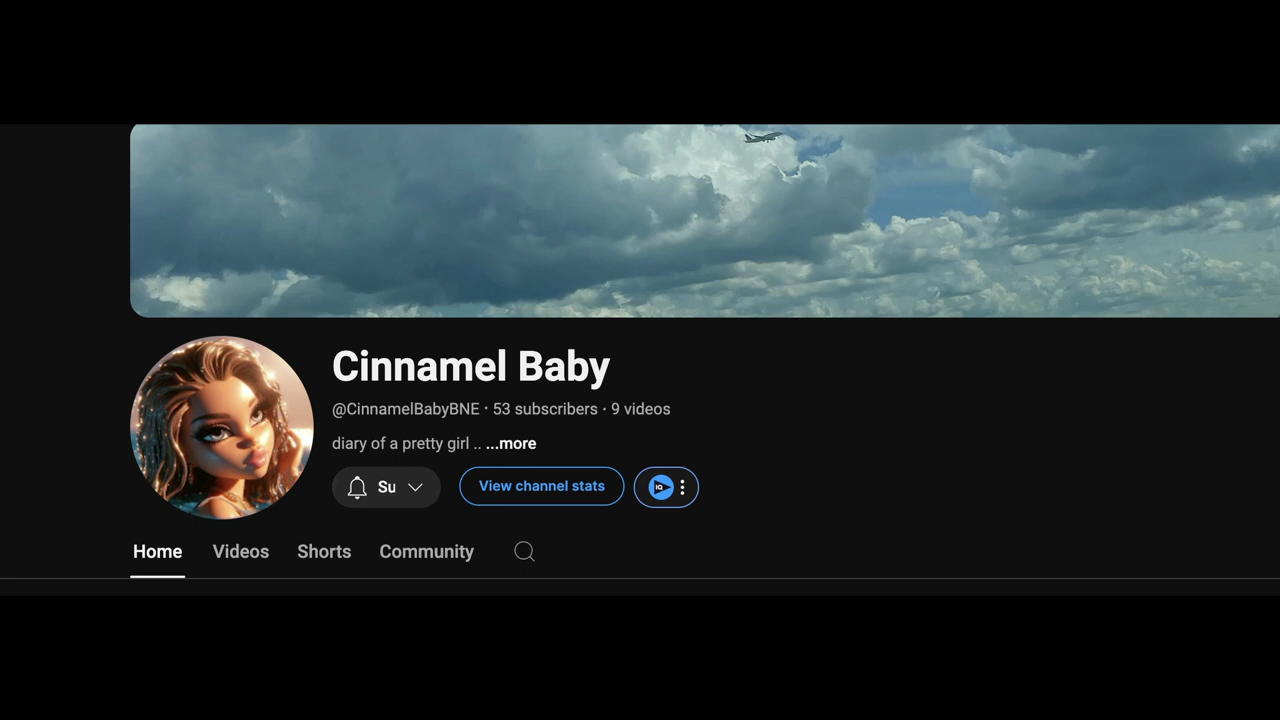 Cinnamel Baby
@CinnamelBabyBNE · 53 subscribers · 9 videos
diary of a pretty girl .. ...more
Su
View channel stats
IQ
Home Videos Shorts Community